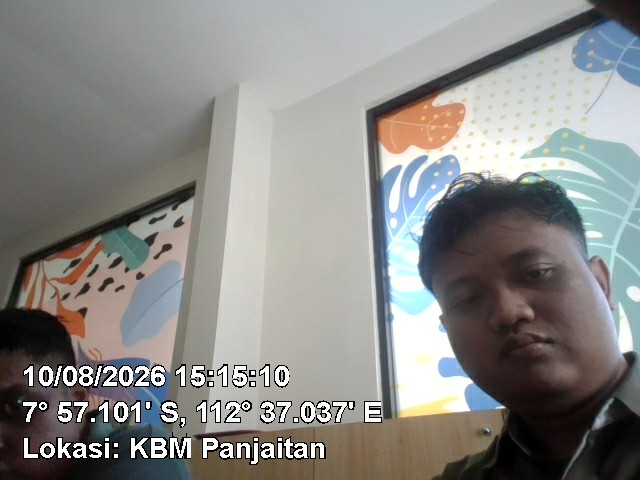 10/08/2026 15:15:10
7° 57.101' S, 112° 37.037' E
Lokasi: KBM Panjaitan